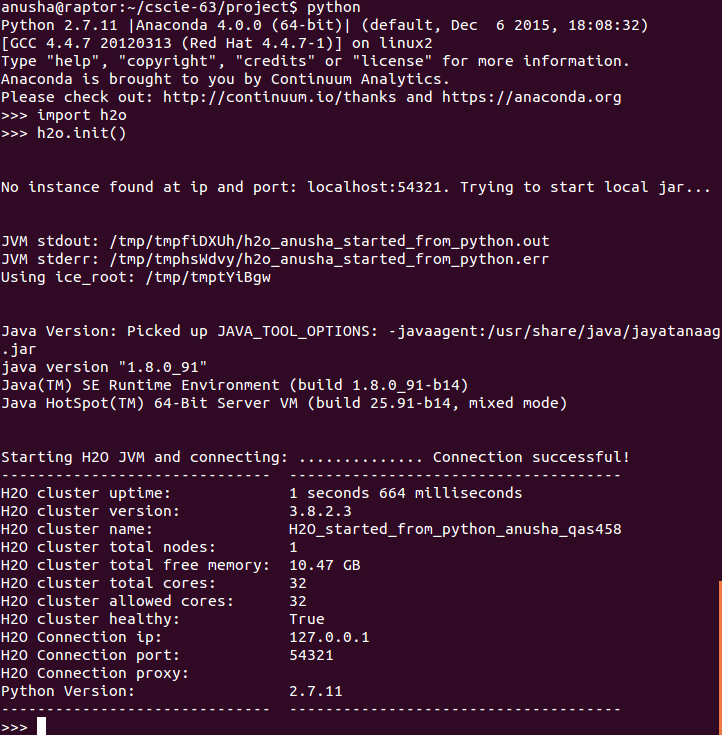 anusha@raptor:~/cscie-63/project$ python
Python 2.7.11 |Anaconda 4.0.0 (64-bit)| (default, Dec  6 2015, 18:08:32)
[GCC 4.4.7 20120313 (Red Hat 4.4.7-1)] on linux2
Type "help", "copyright", "credits" or "license" for more information.
Anaconda is brought to you by Continuum Analytics.
Please check out: http://continuum.io/thanks and https://anaconda.org
>>> import h2o
>>> h2o.init()
No instance found at ip and port: localhost:54321. Trying to start local jar...
JVM stdout: /tmp/tmpfiDXUh/h2o_anusha_started_from_python.out
JVM stderr: /tmp/tmphsWdvy/h2o_anusha_started_from_python.err
Using ice_root: /tmp/tmptYiBgw
Java Version: Picked up JAVA_TOOL_OPTIONS: -javaagent:/usr/share/java/jayatanaag
.jar
java version "1.8.0_91"
Java(TM) SE Runtime Environment (build 1.8.0_91-b14)
Java HotSpot(TM) 64-Bit Server VM (build 25.91-b14, mixed mode)
Starting H2O JVM and connecting: .............. Connection successful!
------------------------------  -------------------------------------
H2O cluster uptime:             1 seconds 664 milliseconds
H2O cluster version:            3.8.2.3
H2O cluster name:               H2O_started_from_python_anusha_qas458
H2O cluster total nodes:        1
H2O cluster total free memory:  10.47 GB
H2O cluster total cores:        32
H2O cluster allowed cores:      32
H2O cluster healthy:            True
H2O Connection ip:              127.0.0.1
H2O Connection port:            54321
H2O Connection proxy:
Python Version:                 2.7.11
------------------------------  -------------------------------------
>>>